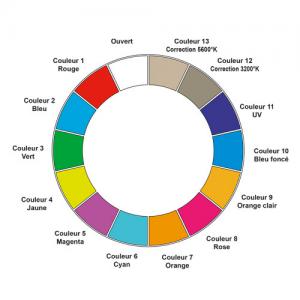 Ouvert
Couleur 13
Correction 5600°K
Couleur 12
Correction 3200°K
Couleur 11
UV
Couleur 10
Bleu foncé
Couleur 9
Orange clair
Couleur 8
Rose
Couleur 7
Orange
Couleur 6
Cyan
Couleur 5
Magenta
Couleur 4
Jaune
Couleur 3
Vert
Couleur 2
Bleu
Couleur 1
Rouge